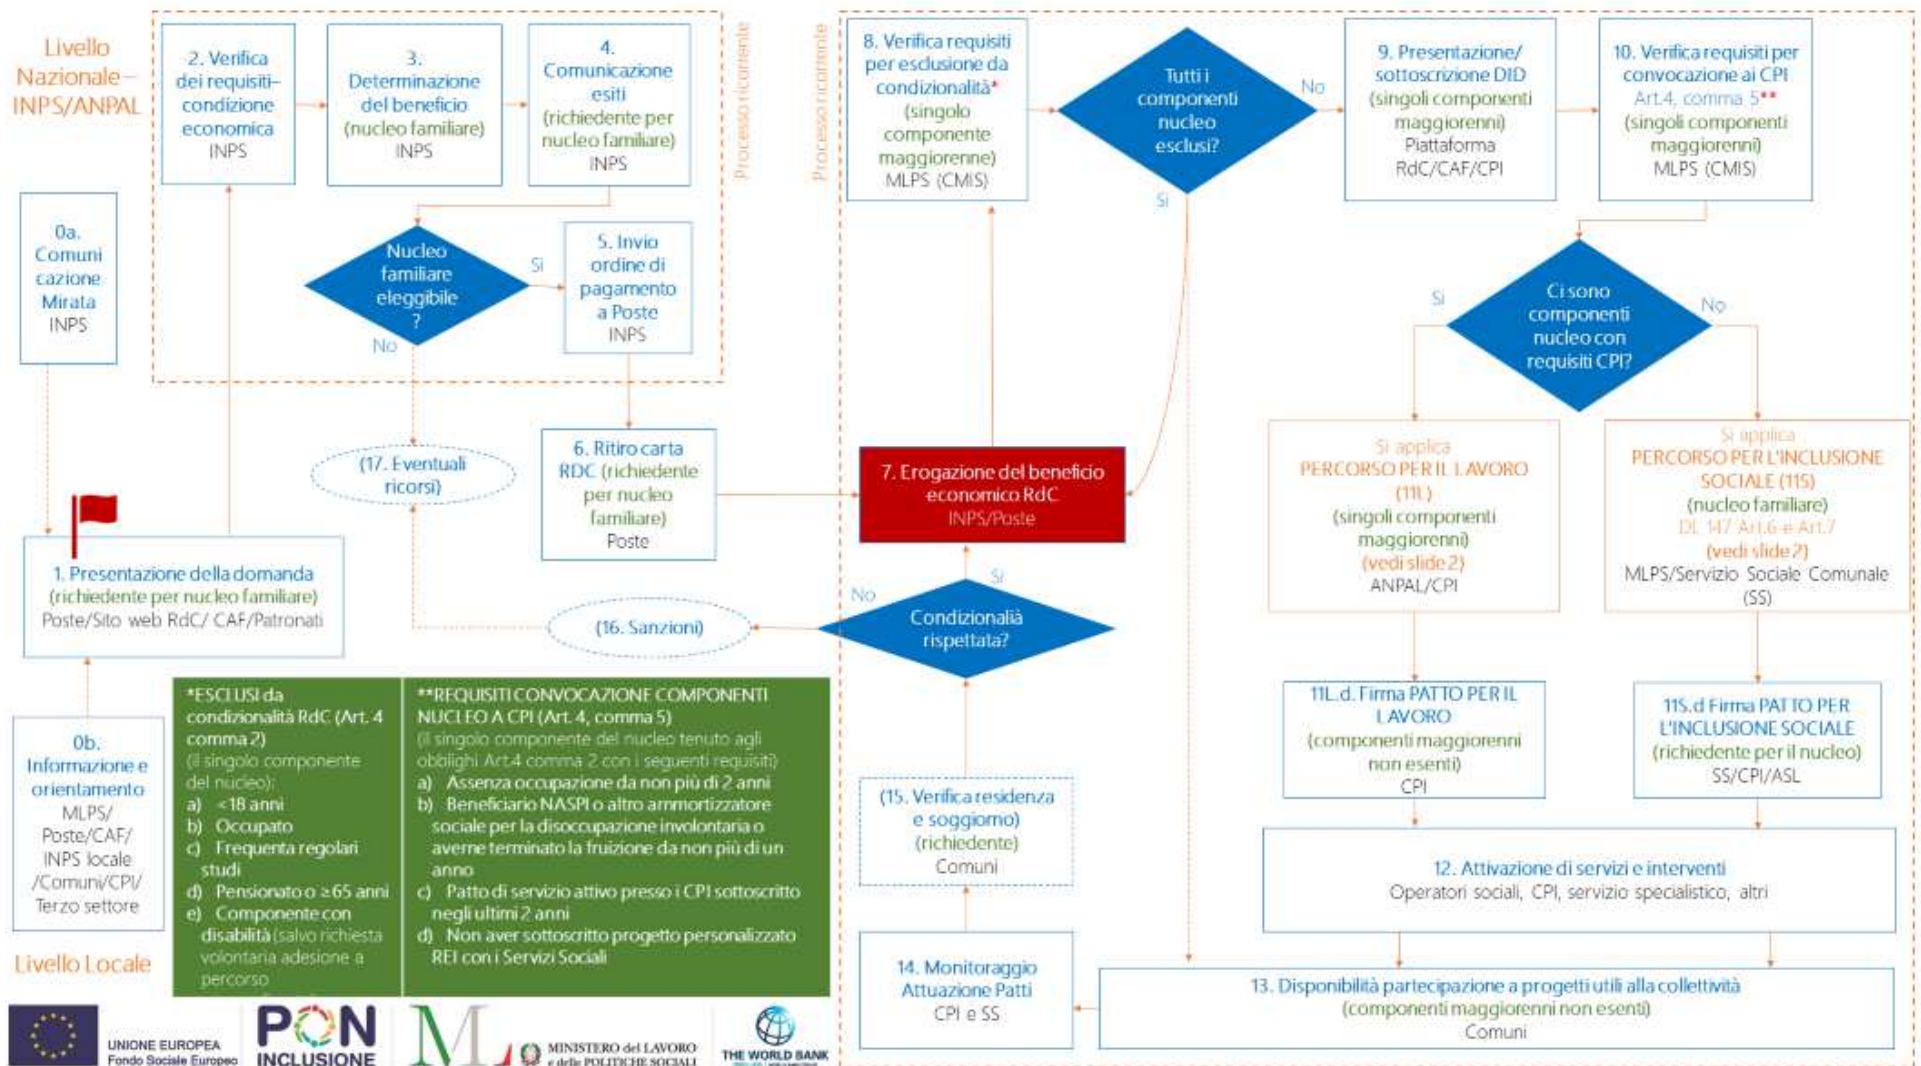 Livello
Nazionale–
INPS/ANPAL
2. Verifica
dei requisiti–
condizione
economica
INPS
3.
Determinazione
del beneficio
(nucleo familiare)
INPS
4.
Comunicazione
esiti
(richiedente per
nucleo familiare)
INPS
Processo ricorrente
Nucleo
familiare
eleggibile
?
Si
No
5. Invio
ordine di
pagamento
a Poste
INPS
0a.
Comuni
cazione
Mirata
INPS
(17. Eventuali
ricorsi)
6. Ritiro carta
RDC (richiedente
per nucleo
familiare)
Poste
1. Presentazione della domanda
(richiedente per nucleo familiare)
Poste/Sito web RdC/ CAF/Patronati
(16. Sanzioni)
0b.
Informazione e
orientamento
MLPS/
Poste/CAF/
INPS locale
/Comuni/CPI/
Terzo settore
Livello Locale
*ESCLUSI da
condizionalità RdC (Art. 4
comma 2)
(il singolo componente
del nucleo):
a) <18 anni
b) Occupato
c) Frequenta regolari
studi
d) Pensionato o ≥65 anni
e) Componente con
disabilità (salvo richiesta
volontaria adesione a
percorso
**REQUISITI CONVOCAZIONE COMPONENTI
NUCLEO A CPI (Art. 4, comma 5)
(il singolo componente del nucleo tenuto agli
obblighi Art.4 comma 2 con i seguenti requisiti)
a) Assenza occupazione da non più di 2 anni
b) Beneficiario NASPI o altro ammortizzatore
sociale per la disoccupazione involontaria o
averne terminato la fruizione da non più di un
anno
c) Patto di servizio attivo presso i CPI sottoscritto
negli ultimi 2 anni
d) Non aver sottoscritto progetto personalizzato
REI con i Servizi Sociali
Processo ricorrente
8. Verifica requisiti
per esclusione da
condizionalità*
(singolo
componente
maggiorenne)
MLPS (CMIS)
Tutti i
componenti
nucleo
esclusi?
No
Si
9. Presentazione/
sottoscrizione DID
(singoli componenti
maggiorenni)
Piattaforma
RdC/CAF/CPI
10. Verifica requisiti per
convocazione ai CPI
Art.4, comma 5**
(singoli componenti
maggiorenni)
MLPS (CMIS)
Ci sono
componenti
nucleo con
requisiti CPI?
Si
No
Si applica
PERCORSO PER IL LAVORO
(11L)
(singoli componenti
maggiorenni)
(vedi slide 2)
ANPAL/CPI
Si applica
PERCORSO PER L'INCLUSIONE
SOCIALE (11S)
(nucleo familiare)
DL 147 Art.6 e Art.7
(vedi slide 2)
MLPS/Servizio Sociale Comunale
(SS)
7. Erogazione del beneficio
economico RdC
INPS/Poste
Condizionalià
rispettata?
Si
No
11L.d. Firma PATTO PER IL
LAVORO
(componenti maggiorenni
non esenti)
CPI
11S.d Firma PATTO PER
L'INCLUSIONE SOCIALE
(richiedente per il nucleo)
SS/CPI/ASL
(15. Verifica residenza
e soggiorno)
(richiedente)
Comuni
12. Attivazione di servizi e interventi
Operatori sociali, CPI, servizio specialistico, altri
14. Monitoraggio
Attuazione Patti
CPI e SS
13. Disponibilità partecipazione a progetti utili alla collettività
(componenti maggiorenni non esenti)
Comuni
UNIONE EUROPEA
Fondo Sociale Europeo
PON
INCLUSIONE
ML
MINISTERO del LAVORO
e delle POLITICHE SOCIALI
THE WORLD BANK